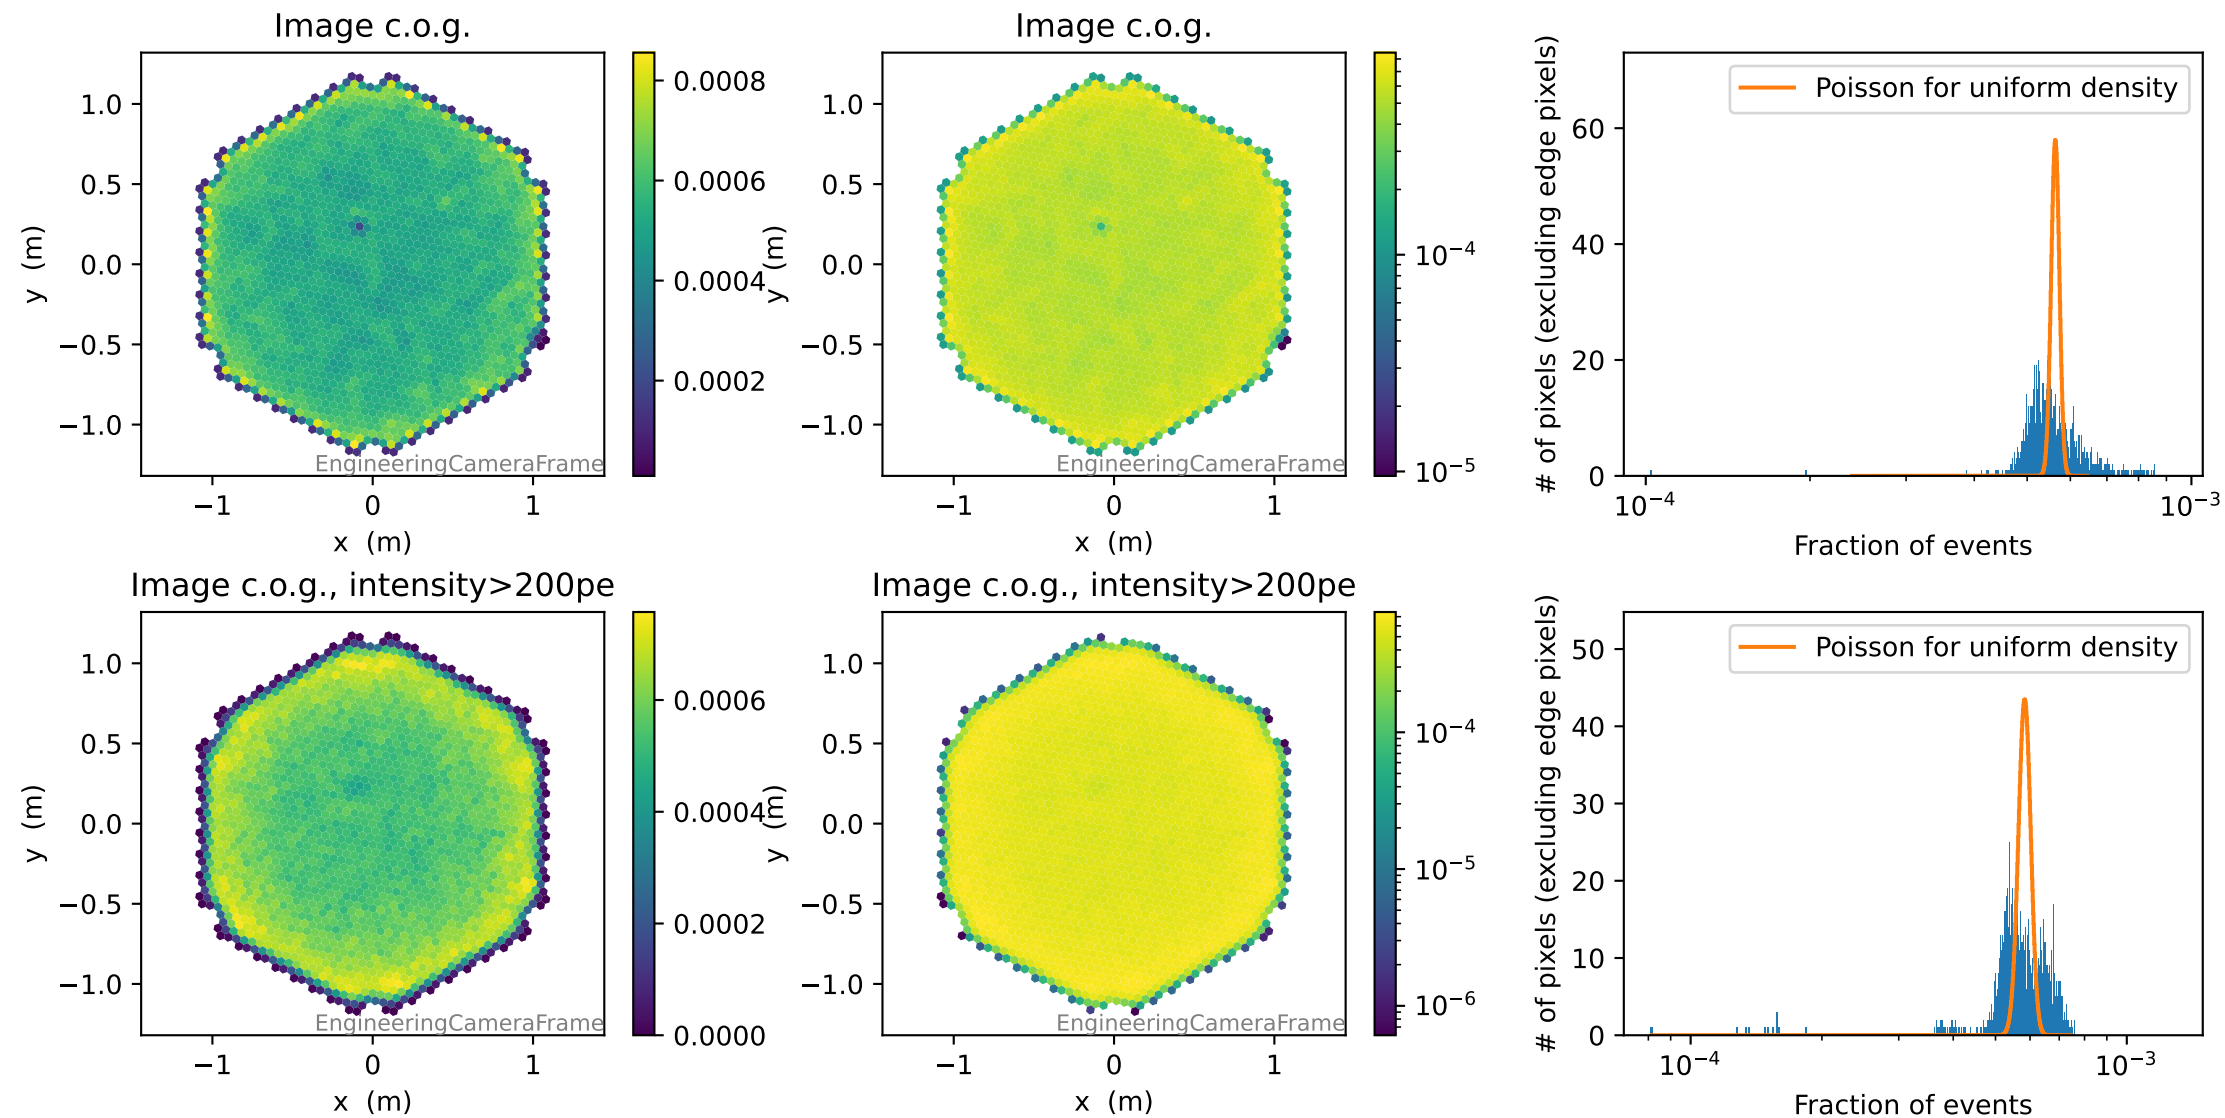 Image c.o.g.
1.0
0.5
0.0
−0.5
−1.0
y (m)
−1
0
1
x (m)
EngineeringCameraFrame
0.0008
0.0006
0.0004
0.0002
Image c.o.g.
1.0
0.5
0.0
−0.5
−1.0
y (m)
−1
0
1
x (m)
EngineeringCameraFrame
10⁻⁴
10⁻⁵
# of pixels (excluding edge pixels)
60
40
20
0
Poisson for uniform density
10⁻⁴
10⁻³
Fraction of events
Image c.o.g., intensity>200pe
1.0
0.5
0.0
−0.5
−1.0
y (m)
−1
0
1
x (m)
EngineeringCameraFrame
0.0006
0.0004
0.0002
0.0000
Image c.o.g., intensity>200pe
1.0
0.5
0.0
−0.5
−1.0
y (m)
−1
0
1
x (m)
EngineeringCameraFrame
10⁻⁴
10⁻⁵
10⁻⁶
# of pixels (excluding edge pixels)
50
40
30
20
10
0
Poisson for uniform density
10⁻⁴
10⁻³
Fraction of events